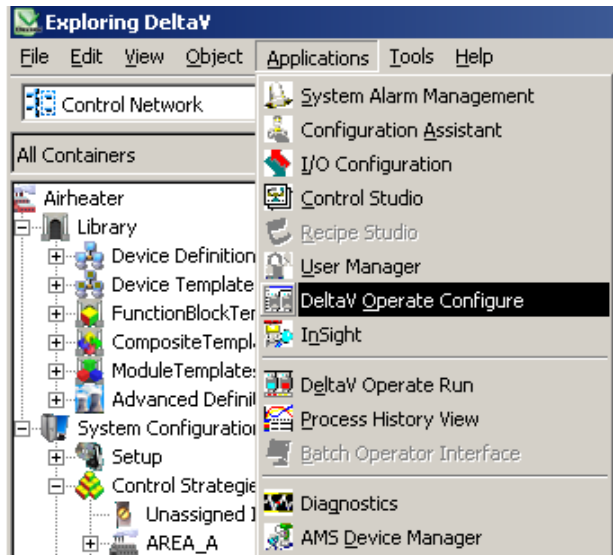 Exploring DeltaV
File Edit View Object Applications Tools Help
Control Network
All Containers
Airheater
Library
Device Definition
Device Template
FunctionBlockTer
CompositeTempl
ModuleTemplate
Advanced Defini
System Configuration
Setup
Control Strategie
Unassigned I
AREA_A
System Alarm Management
Configuration Assistant
I/O Configuration
Control Studio
Recipe Studio
User Manager
DeltaV Operate Configure
InSight
DeltaV Operate Run
Process History View
Batch Operator Interface
Diagnostics
AMS Device Manager